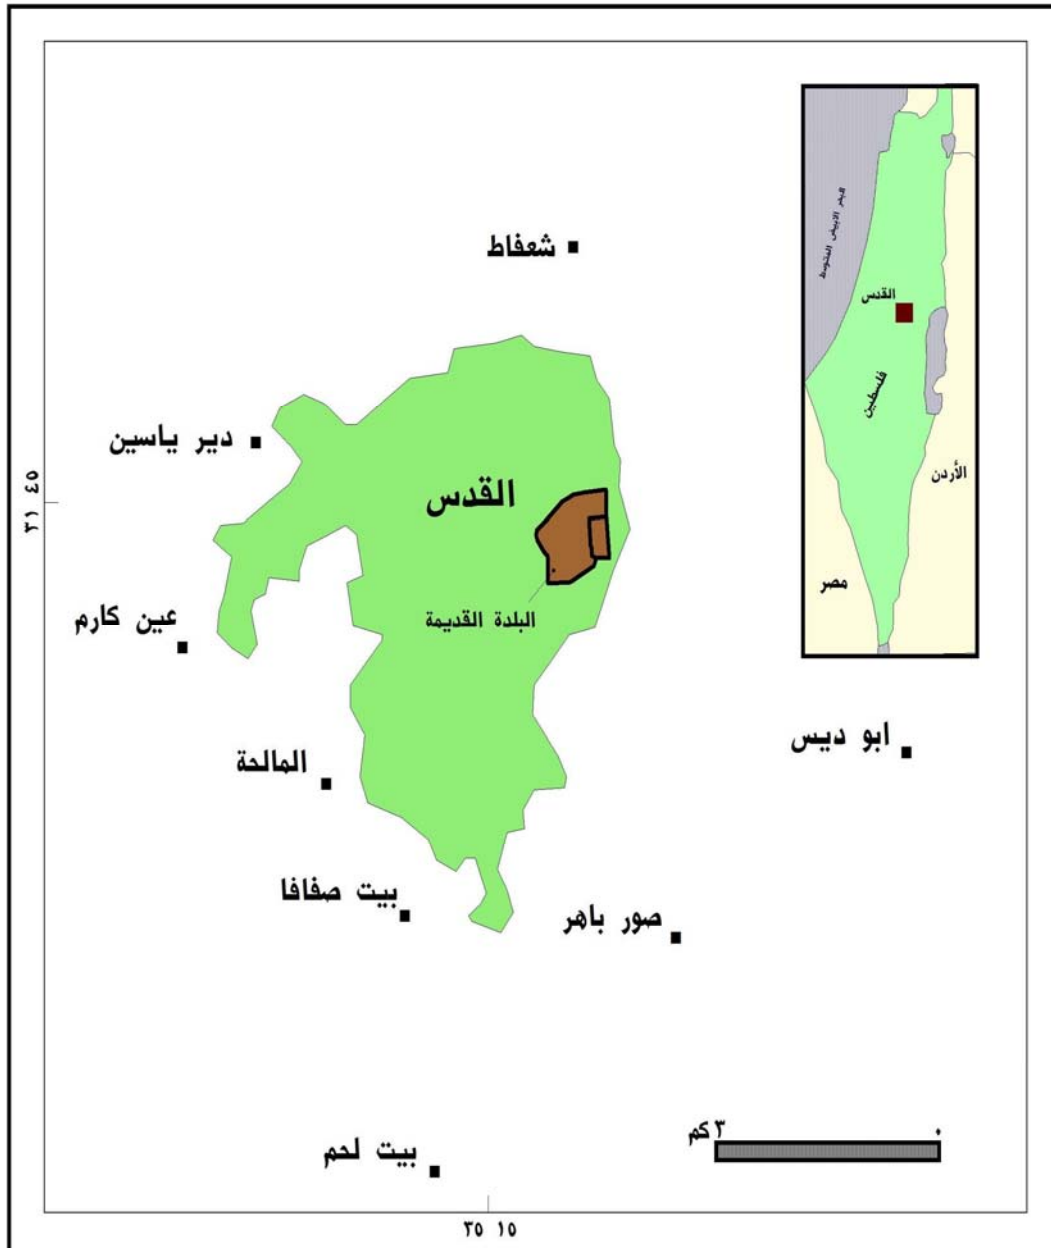 شعفاط
دير ياسين
القدس
البلدة القديمة
عين كارم
المالحة
ابو ديس
بيت صفافا
صور باهر
بيت لحم
٣ كم
٠
٣١ ٤٥
٣٥ ١٥
البحر الابيض المتوسط
القدس
فلسطين
الأردن
مصر